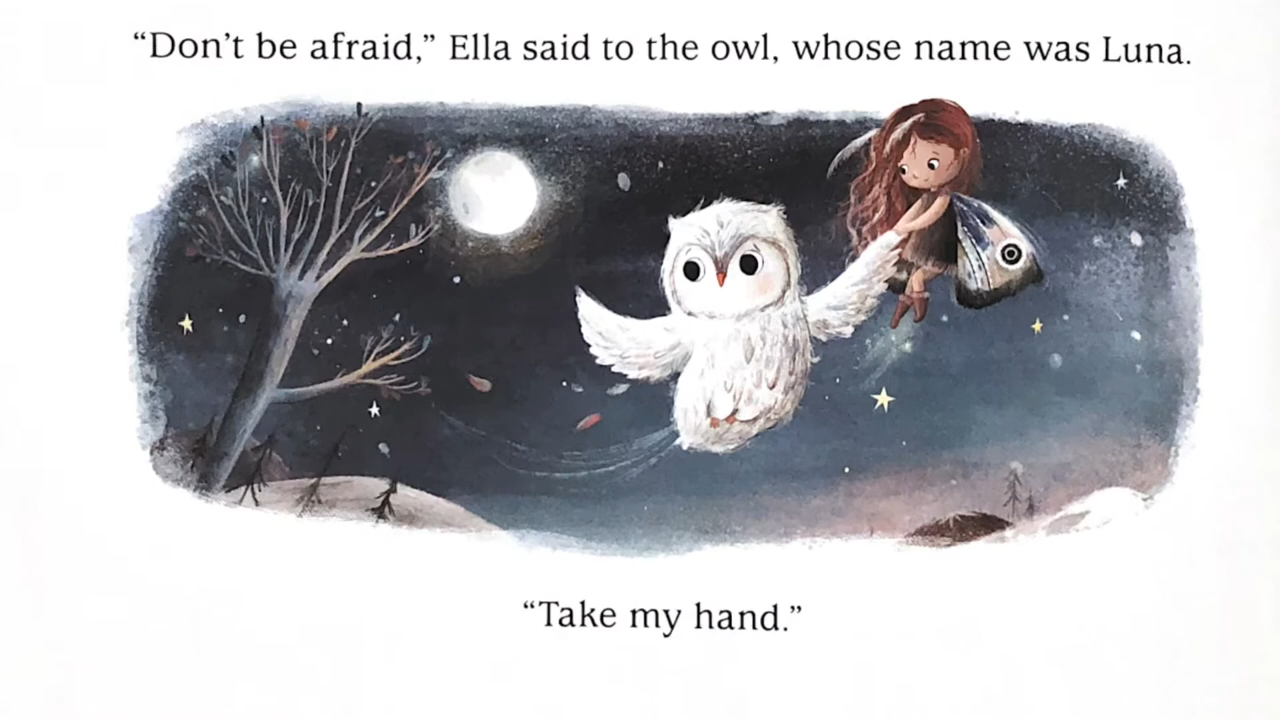 “Don’t be afraid,” Ella said to the owl, whose name was Luna.
“Take my hand.”